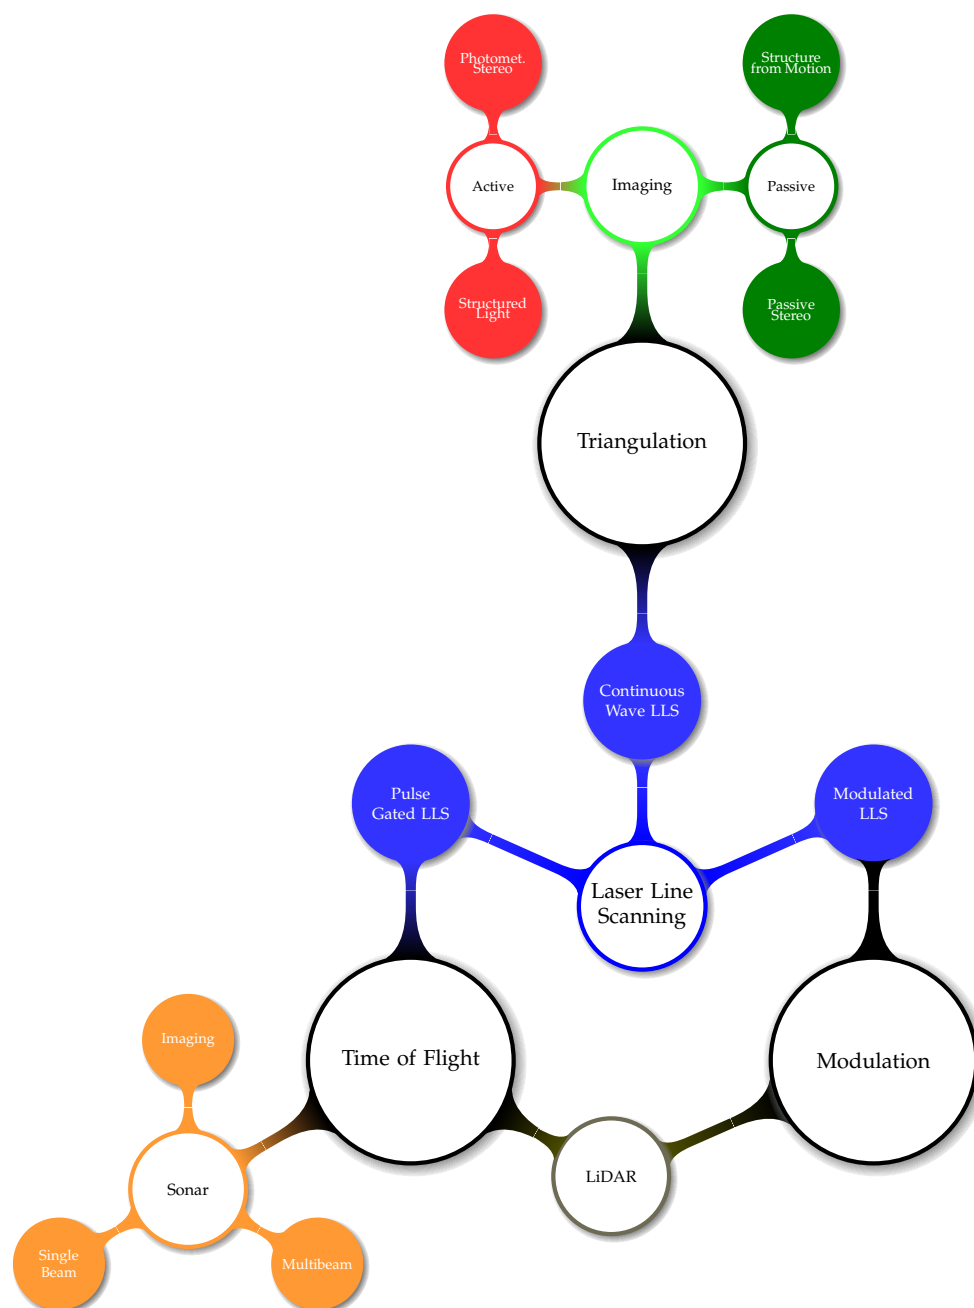 Photomet.
Stereo
Structure
from Motion
Active
Imaging
Passive
Structured
Light
Passive
Stereo
Triangulation
Continuous
Wave LLS
Pulse
Gated LLS
Modulated
LLS
Laser Line
Scanning
Imaging
Time of Flight
Modulation
LiDAR
Sonar
Single
Beam
Multibeam